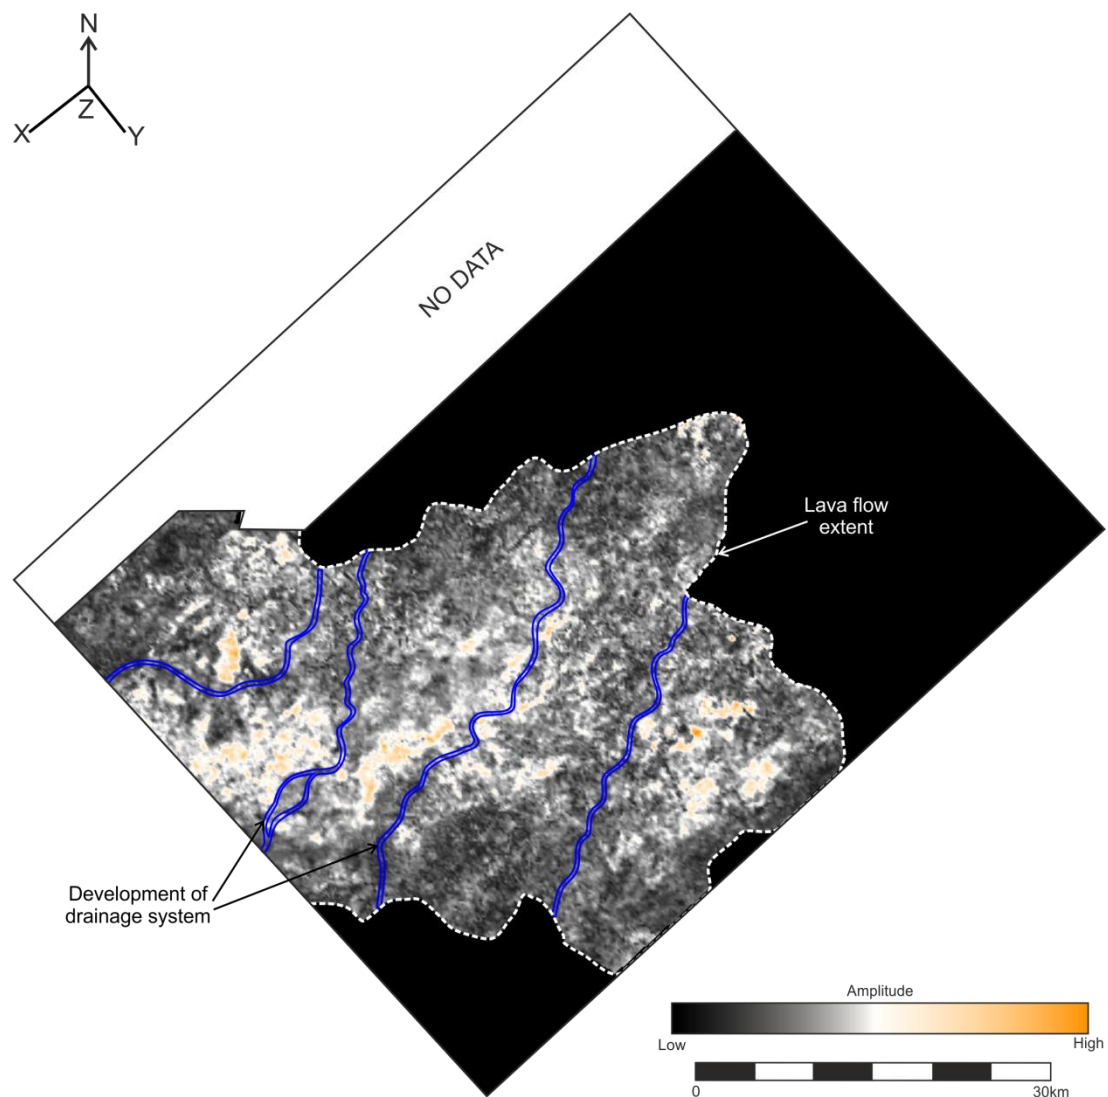 N
X
Z
Y
NO DATA
Lava flow
extent
Development of
drainage system
Amplitude
Low
High
0
30km